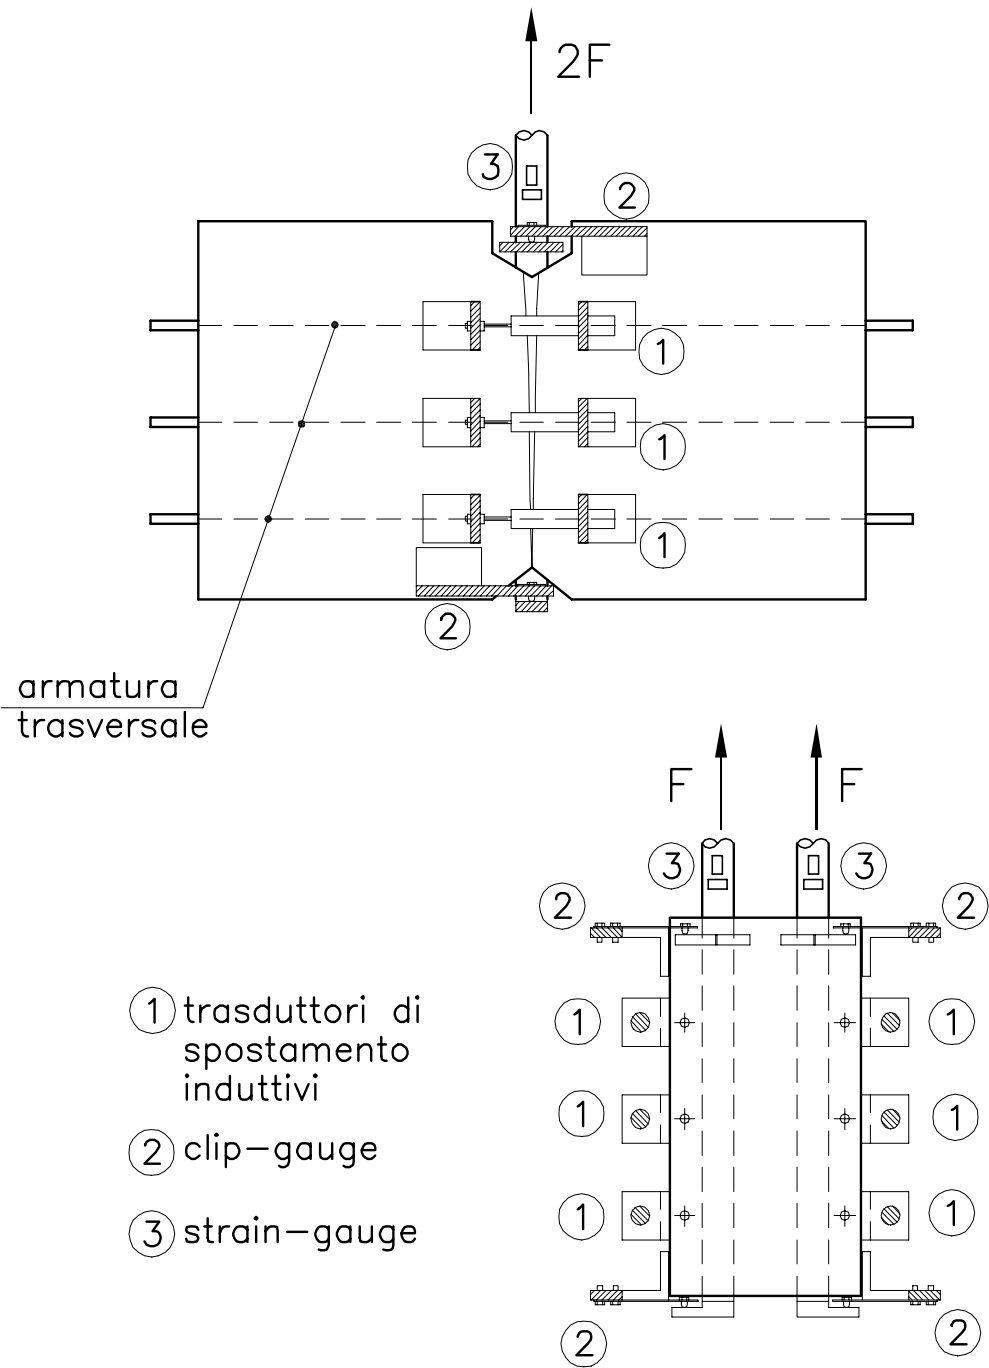 2F
3
2
1
1
1
2
armatura
trasversale
F F
3 3
2 2
1 1
1 1
1 1
2 2
1 trasduttori di
spostamento
induttivi
2 clip-gauge
3 strain-gauge